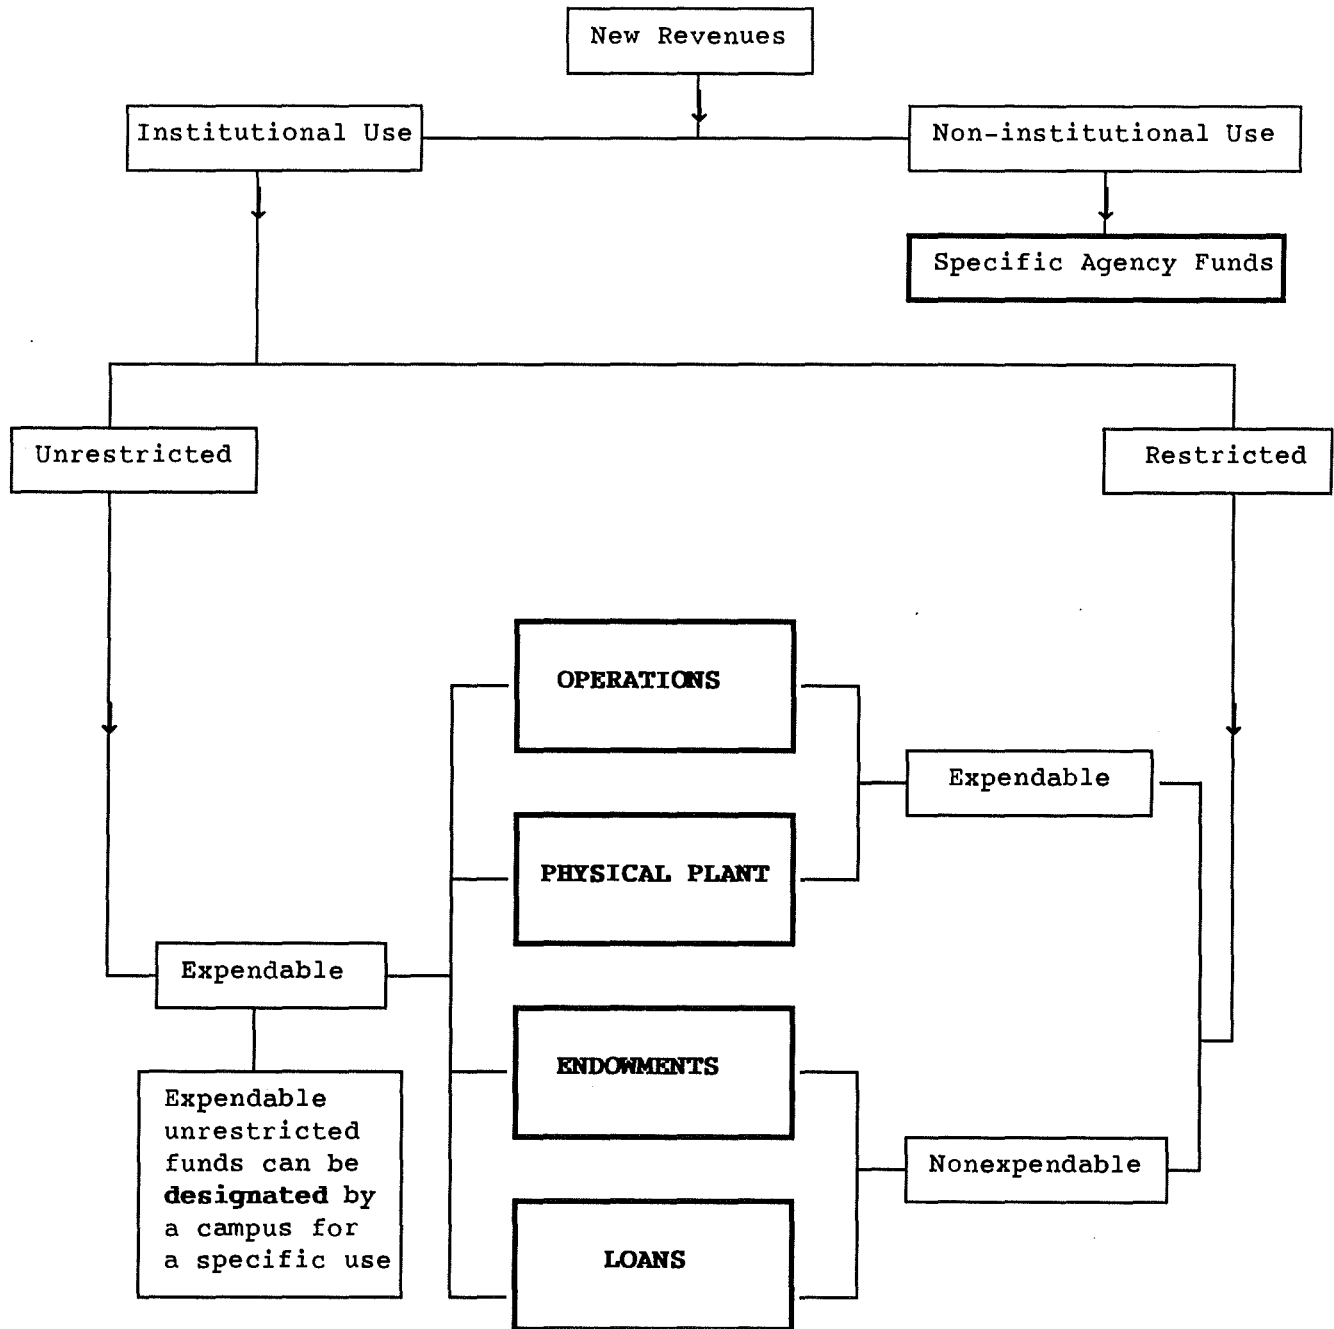 New Revenues
Institutional Use
Non-institutional Use
Specific Agency Funds
Unrestricted
Restricted
OPERATIONS
Expendable
PHYSICAL PLANT
Expendable
ENDOWMENTS
Expendable
unrestricted
funds can be
designated by
a campus for
a specific use
Nonexpendable
LOANS